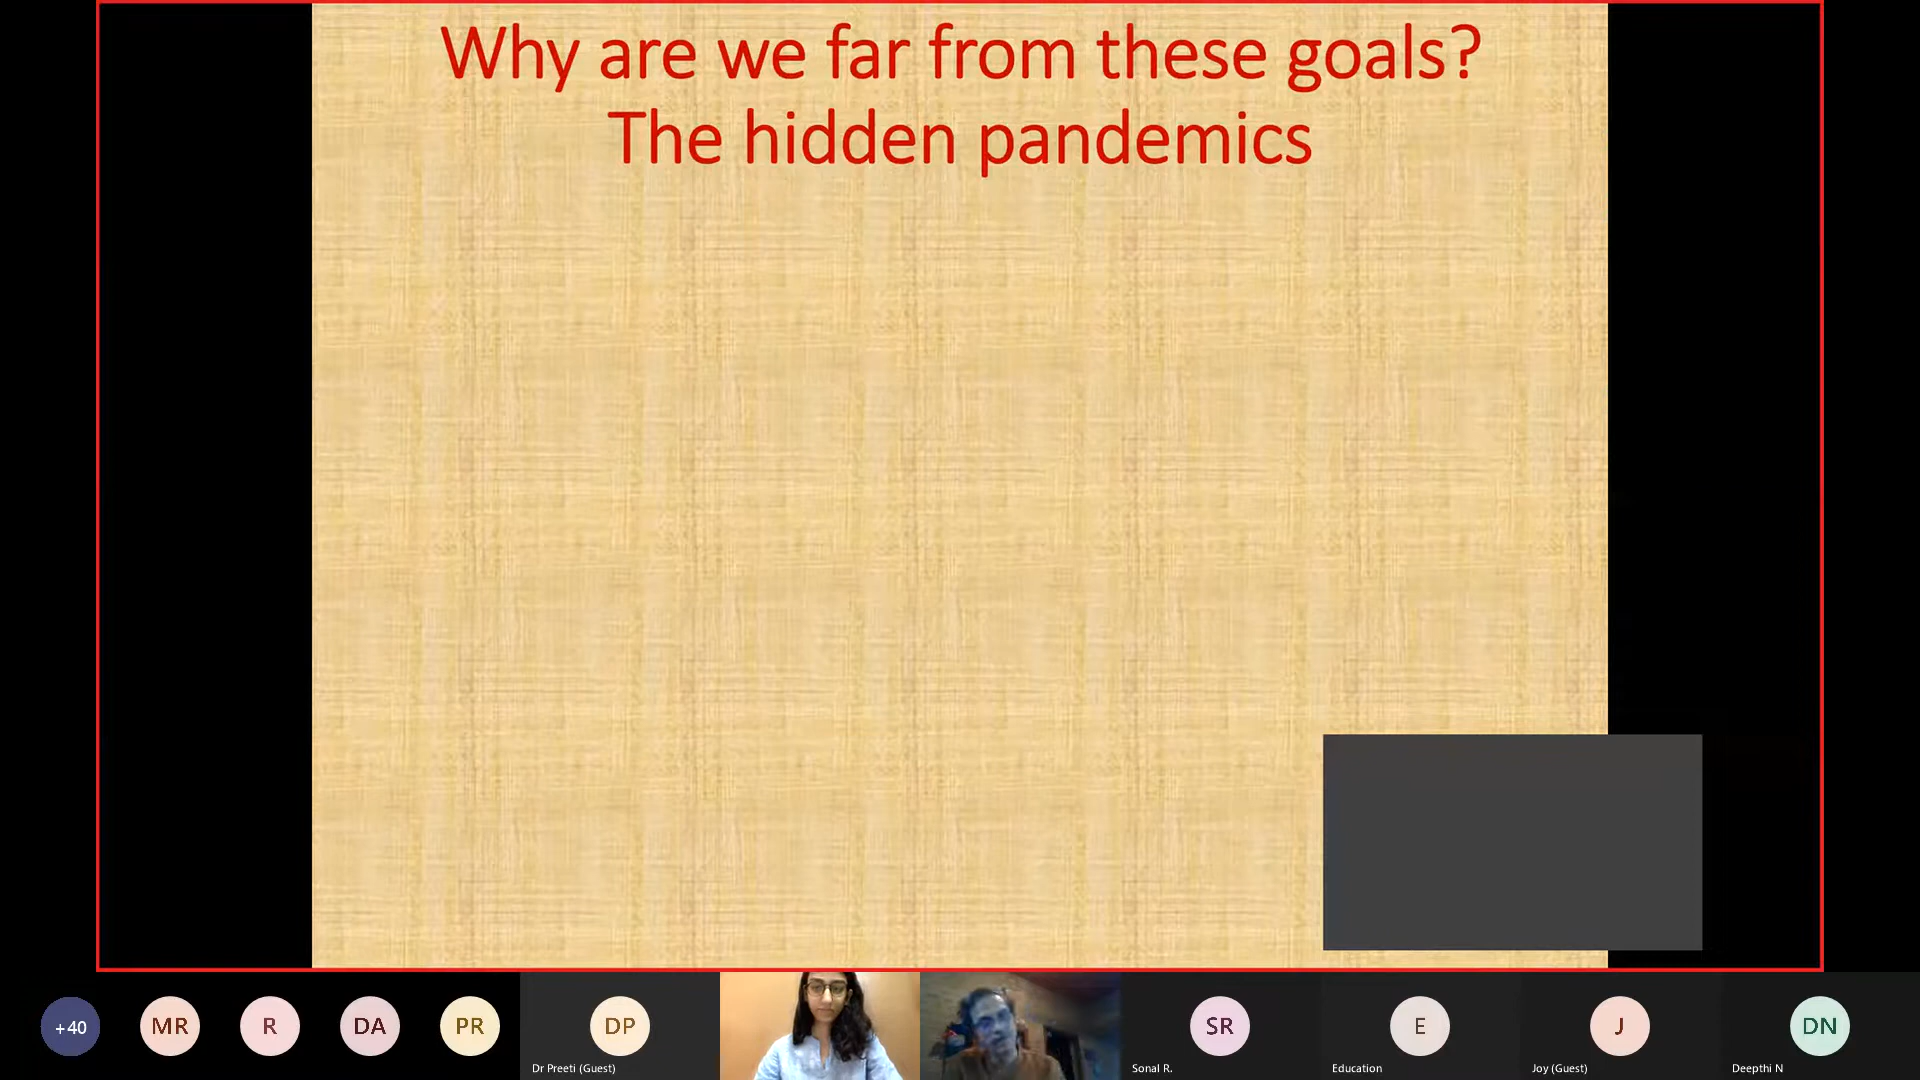 Why are we far from these goals?
The hidden pandemics
+40
MR
R
DA
PR
DP
SR
E
J
DN
Dr Preeti (Guest)
Sonal R.
Education
Joy (Guest)
Deepthi N